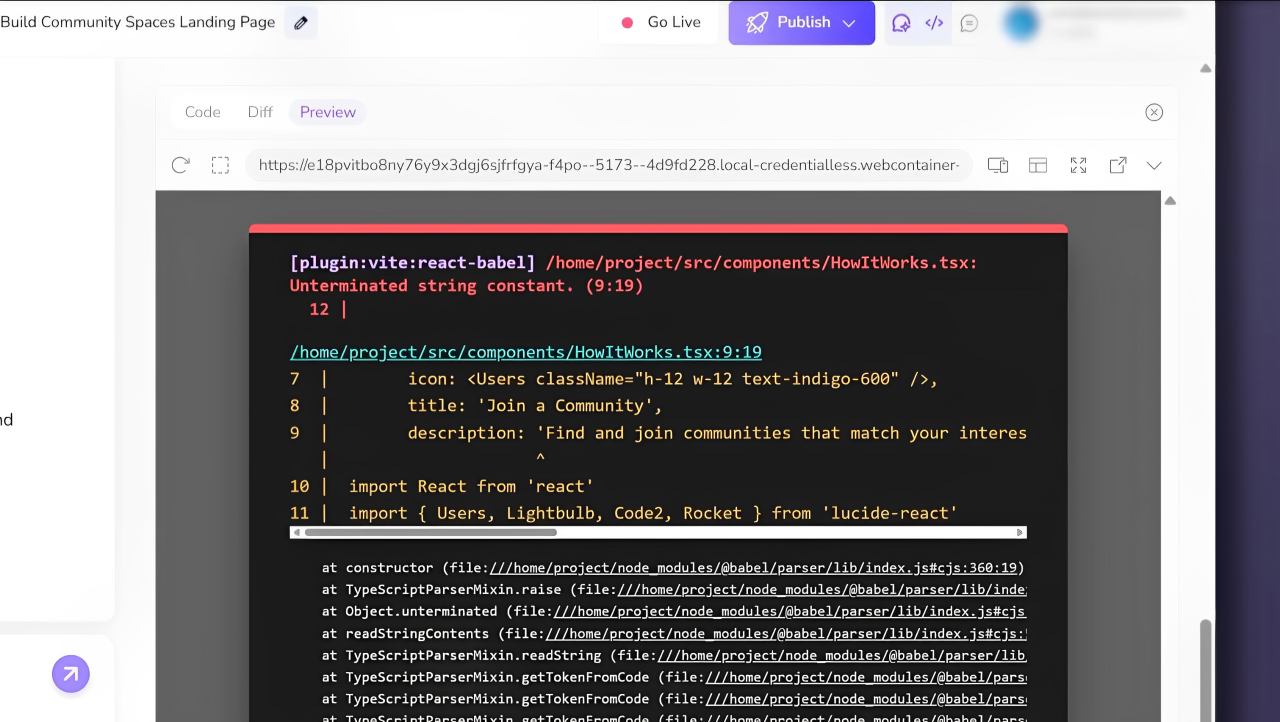 Build Community Spaces Landing Page
Go Live
Publish
</>
Code
Diff
Preview
https://e18pvitbo8ny76y9x3dgj6sjfrfgya-f4po--5173--4d9fd228.local-credentialless.webcontainer-
[plugin:vite:react-babel] /home/project/src/components/HowItWorks.tsx:
Unterminated string constant. (9:19)
12 |
/home/project/src/components/HowItWorks.tsx:9:19
7 | icon: <Users className="h-12 w-12 text-indigo-600" />,
8 | title: 'Join a Community',
9 | description: 'Find and join communities that match your interes
| ^
10 | import React from 'react'
11 | import { Users, Lightbulb, Code2, Rocket } from 'lucide-react'
at constructor (file:///home/project/node_modules/@babel/parser/lib/index.js#cjs:360:19)
at TypeScriptParserMixin.raise (file:///home/project/node_modules/@babel/parser/lib/inde
at Object.unterminated (file:///home/project/node_modules/@babel/parser/lib/index.js#cjs
at readStringContents (file:///home/project/node_modules/@babel/parser/lib/index.js#cjs:
at TypeScriptParserMixin.readString (file:///home/project/node_modules/@babel/parser/lib
at TypeScriptParserMixin.getTokenFromCode (file:///home/project/node_modules/@babel/pars
at TypeScriptParserMixin.getTokenFromCode (file:///home/project/node_modules/@babel/pars
at TypeScriptParserMixin.getTokenFromCode (file:///home/project/node_modules/@babel/pars
nd